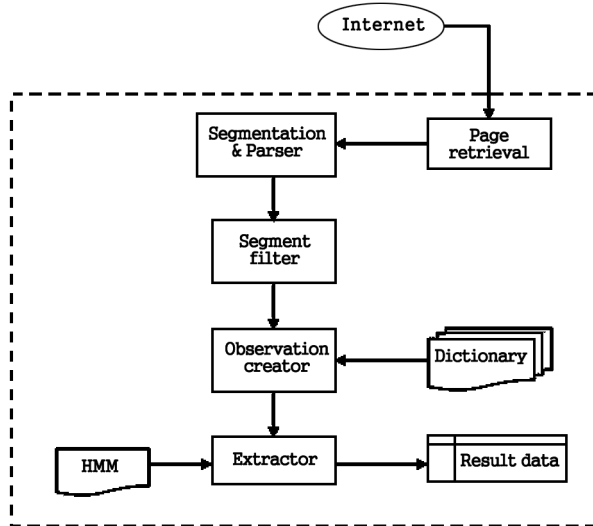 Internet
Segmentation
& Parser
Page
retrieval
Segment
filter
Observation
creator
Dictionary
HMM
Extractor
Result data